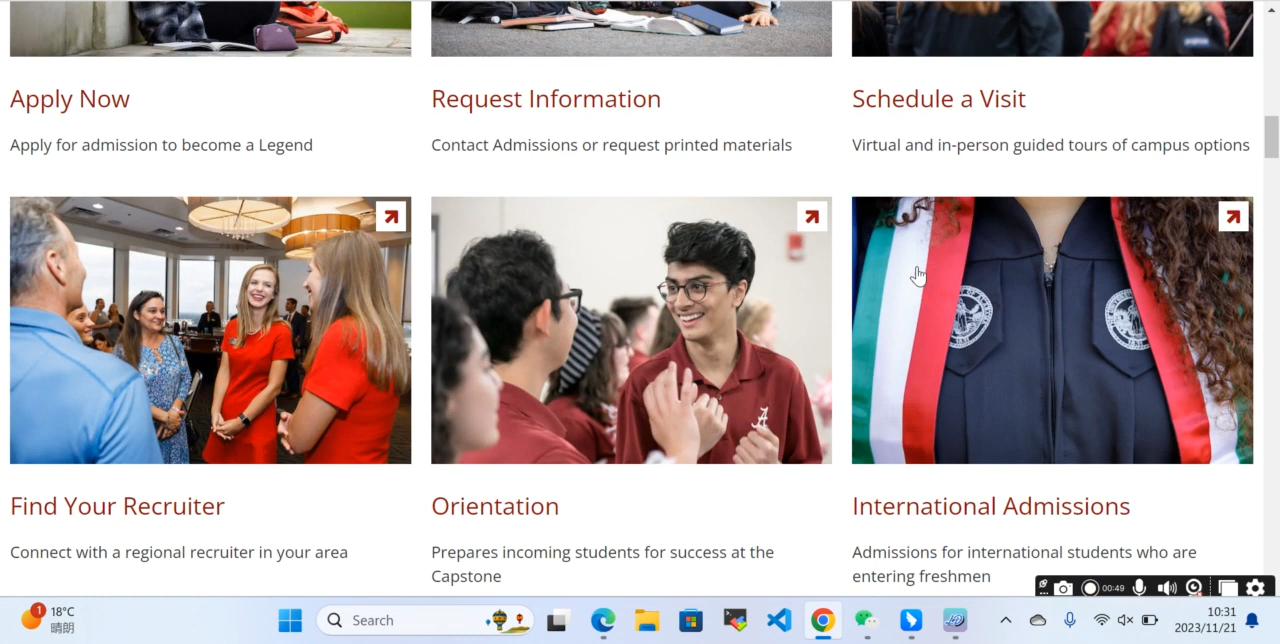 Apply Now
Request Information
Schedule a Visit
Apply for admission to become a Legend
Contact Admissions or request printed materials
Virtual and in-person guided tours of campus options
Find Your Recruiter
Orientation
International Admissions
Connect with a regional recruiter in your area
Prepares incoming students for success at the
Capstone
Admissions for international students who are
entering freshmen
00:49
1
18°C
晴朗
Search
10:31
2023/11/21